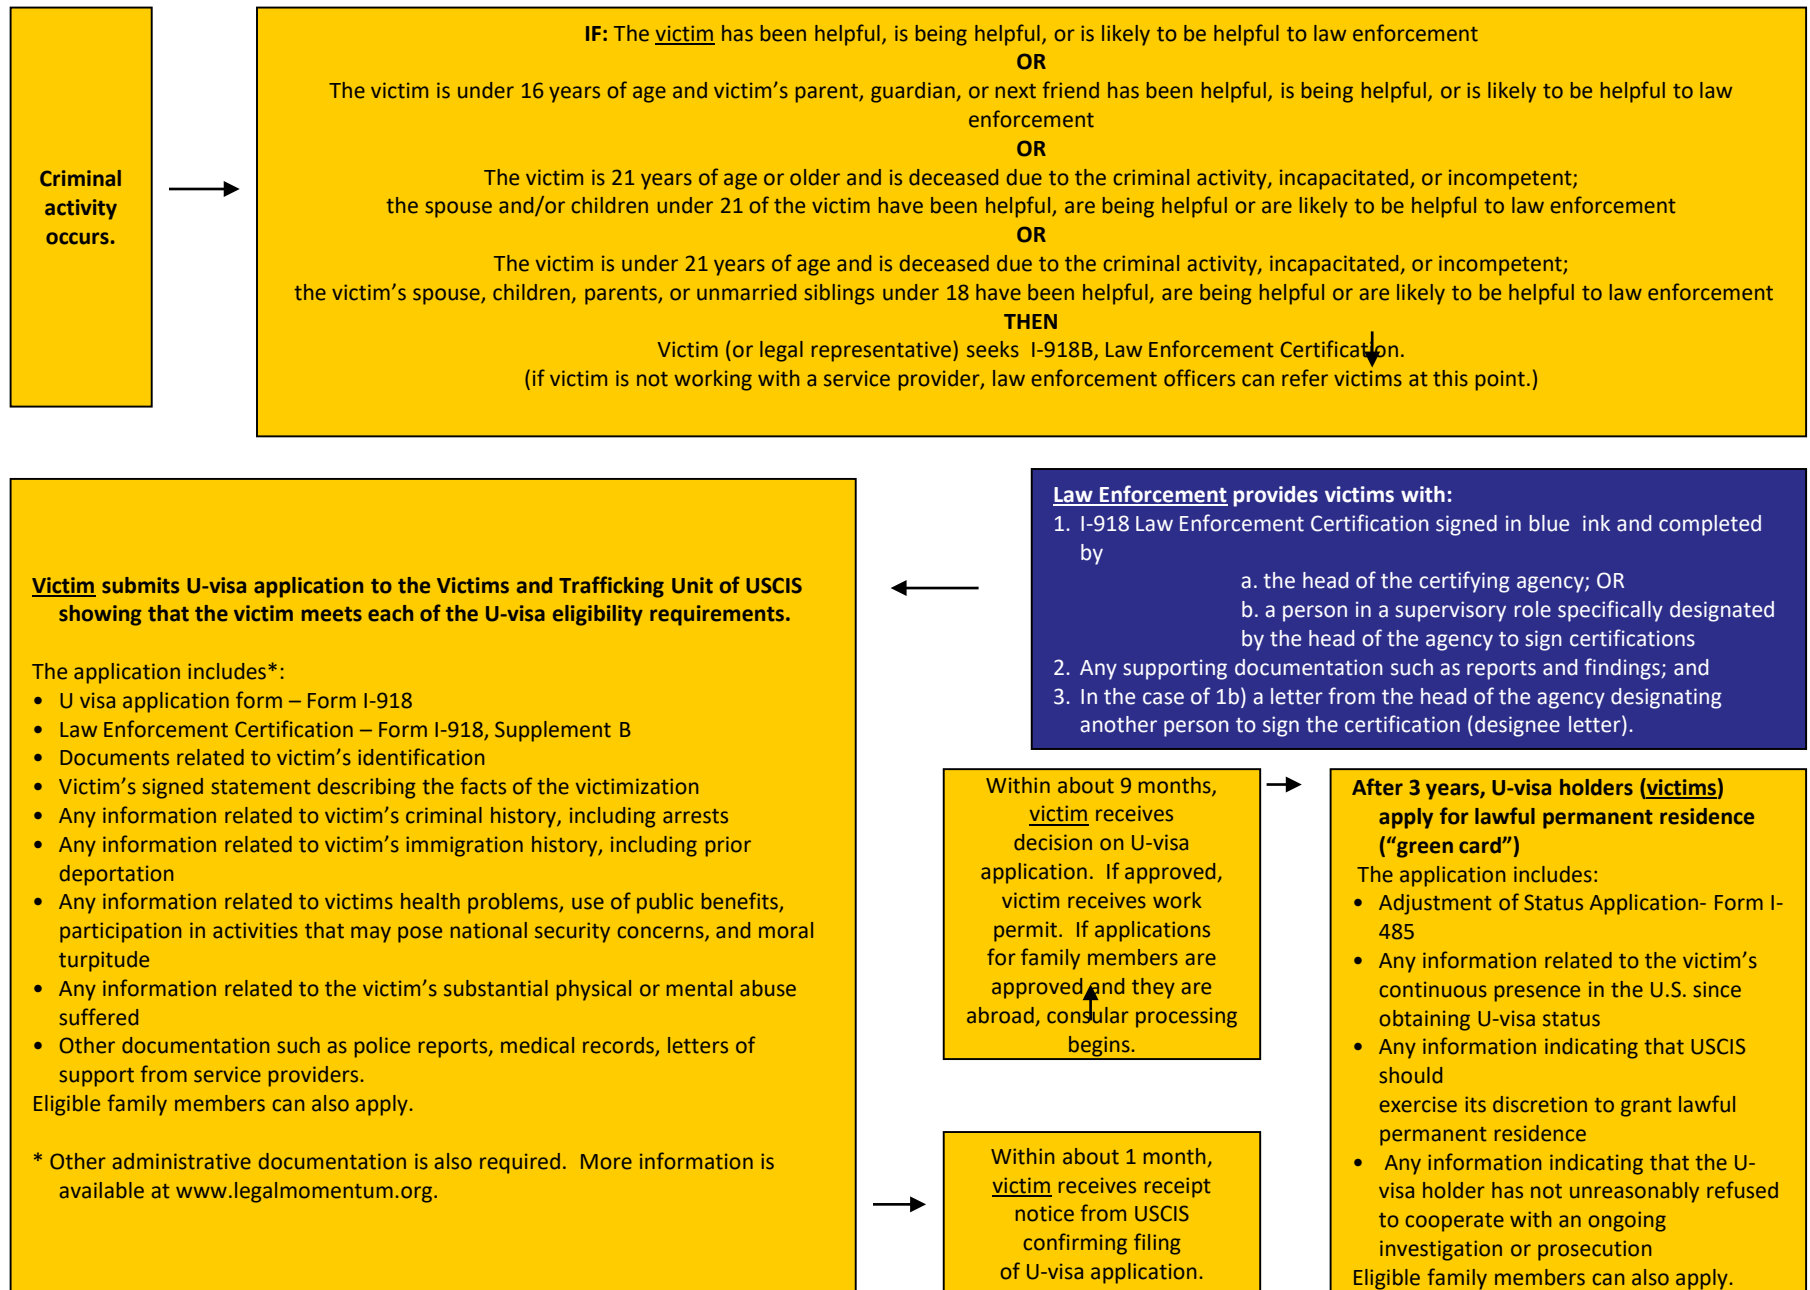 Criminal
activity
occurs.
IF: The victim has been helpful, is being helpful, or is likely to be helpful to law enforcement
OR
The victim is under 16 years of age and victim’s parent, guardian, or next friend has been helpful, is being helpful, or is likely to be helpful to law
enforcement
OR
The victim is 21 years of age or older and is deceased due to the criminal activity, incapacitated, or incompetent;
the spouse and/or children under 21 of the victim have been helpful, are being helpful or are likely to be helpful to law enforcement
OR
The victim is under 21 years of age and is deceased due to the criminal activity, incapacitated, or incompetent;
the victim’s spouse, children, parents, or unmarried siblings under 18 have been helpful, are being helpful or are likely to be helpful to law enforcement
THEN
Victim (or legal representative) seeks I-918B, Law Enforcement Certification.
(if victim is not working with a service provider, law enforcement officers can refer victims at this point.)
Law Enforcement provides victims with:
1. I-918 Law Enforcement Certification signed in blue ink and completed
by
a. the head of the certifying agency; OR
b. a person in a supervisory role specifically designated
by the head of the agency to sign certifications
2. Any supporting documentation such as reports and findings; and
3. In the case of 1b) a letter from the head of the agency designating
another person to sign the certification (designee letter).
Victim submits U-visa application to the Victims and Trafficking Unit of USCIS
showing that the victim meets each of the U-visa eligibility requirements.
The application includes*:
• U visa application form – Form I-918
• Law Enforcement Certification – Form I-918, Supplement B
• Documents related to victim’s identification
• Victim’s signed statement describing the facts of the victimization
• Any information related to victim’s criminal history, including arrests
• Any information related to victim’s immigration history, including prior
deportation
• Any information related to victims health problems, use of public benefits,
participation in activities that may pose national security concerns, and moral
turpitude
• Any information related to the victim’s substantial physical or mental abuse
suffered
• Other documentation such as police reports, medical records, letters of
support from service providers.
Eligible family members can also apply.
* Other administrative documentation is also required. More information is
available at www.legalmomentum.org.
Within about 1 month,
victim receives receipt
notice from USCIS
confirming filing
of U-visa application.
Within about 9 months,
victim receives
decision on U-visa
application. If approved,
victim receives work
permit. If applications
for family members are
approved and they are
abroad, consular processing
begins.
After 3 years, U-visa holders (victims)
apply for lawful permanent residence
(“green card”)
The application includes:
• Adjustment of Status Application- Form I-
485
• Any information related to the victim’s
continuous presence in the U.S. since
obtaining U-visa status
• Any information indicating that USCIS
should
exercise its discretion to grant lawful
permanent residence
• Any information indicating that the U-
visa holder has not unreasonably refused
to cooperate with an ongoing
investigation or prosecution
Eligible family members can also apply.